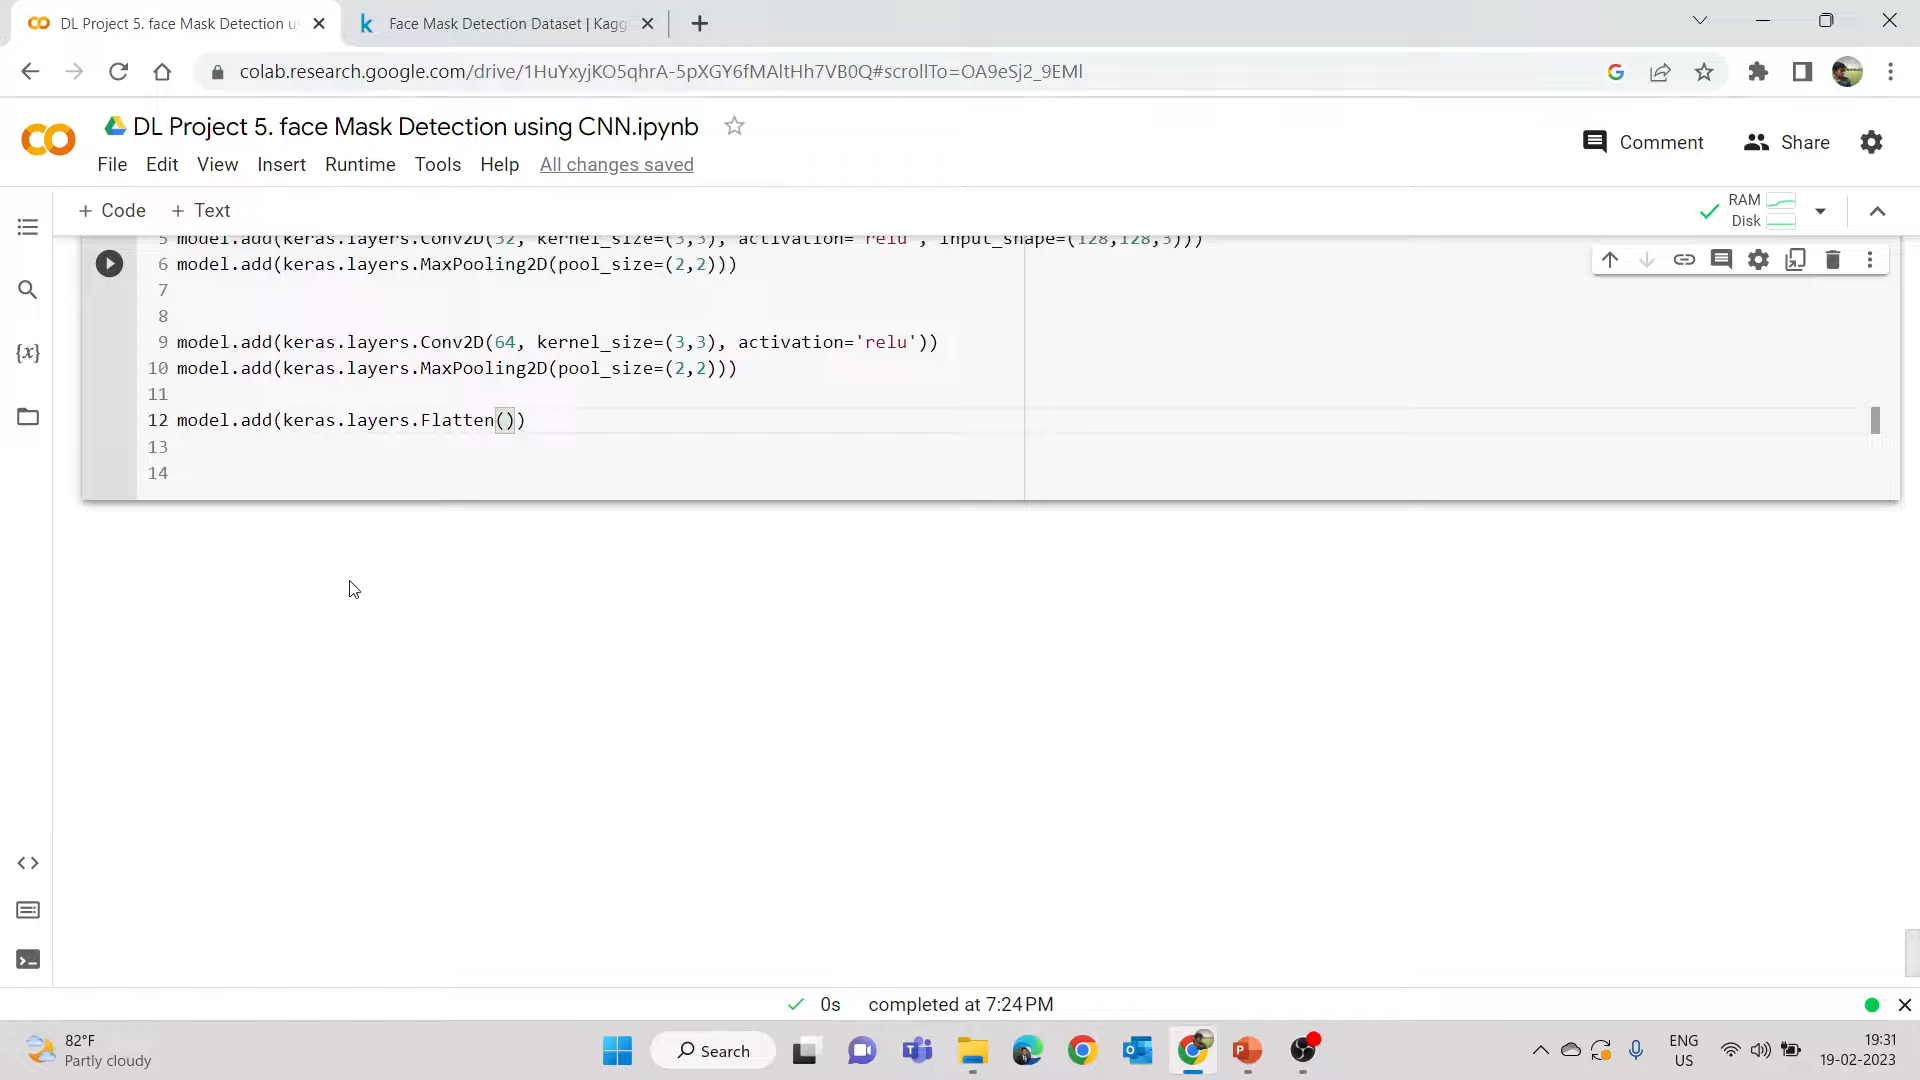 DL Project 5. face Mask Detection u
Face Mask Detection Dataset | Kagg
colab.research.google.com/drive/1HuYxyjKO5qhrA-5pXGY6fMAltHh7VB0Q#scrollTo=OA9eSj2_9EMl
DL Project 5. face Mask Detection using CNN.ipynb
Comment
Share
File Edit View Insert Runtime Tools Help All changes saved
+ Code + Text
RAM
Disk
5 model.add(keras.layers.Conv2D(32, kernel_size=(3,3), activation='relu', input_shape=(128,128,3)))
6 model.add(keras.layers.MaxPooling2D(pool_size=(2,2)))
7
8
9 model.add(keras.layers.Conv2D(64, kernel_size=(3,3), activation='relu'))
10 model.add(keras.layers.MaxPooling2D(pool_size=(2,2)))
11
12 model.add(keras.layers.Flatten())
13
14
0s completed at 7:24 PM
82°F
Partly cloudy
Search
ENG
US
19:31
19-02-2023